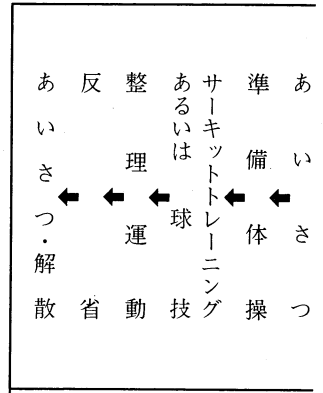 あいさつ
準備体操
サーキットトレーニング
あるいは球技
整理運動
反省
あいさつ・解散